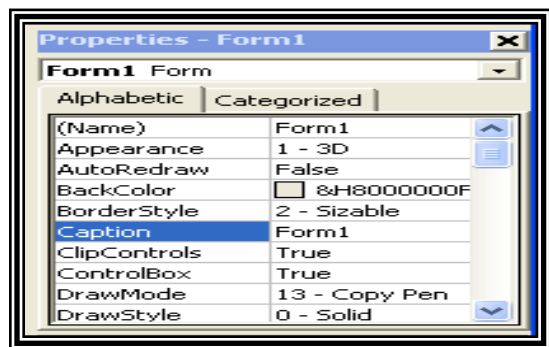 Properties - Form1
Form1 Form
Alphabetic Categorized
(Name) Form1
Appearance 1 - 3D
AutoRedraw False
BackColor &H8000000F
BorderStyle 2 - Sizable
Caption Form1
ClipControls True
ControlBox True
DrawMode 13 - Copy Pen
DrawStyle 0 - Solid